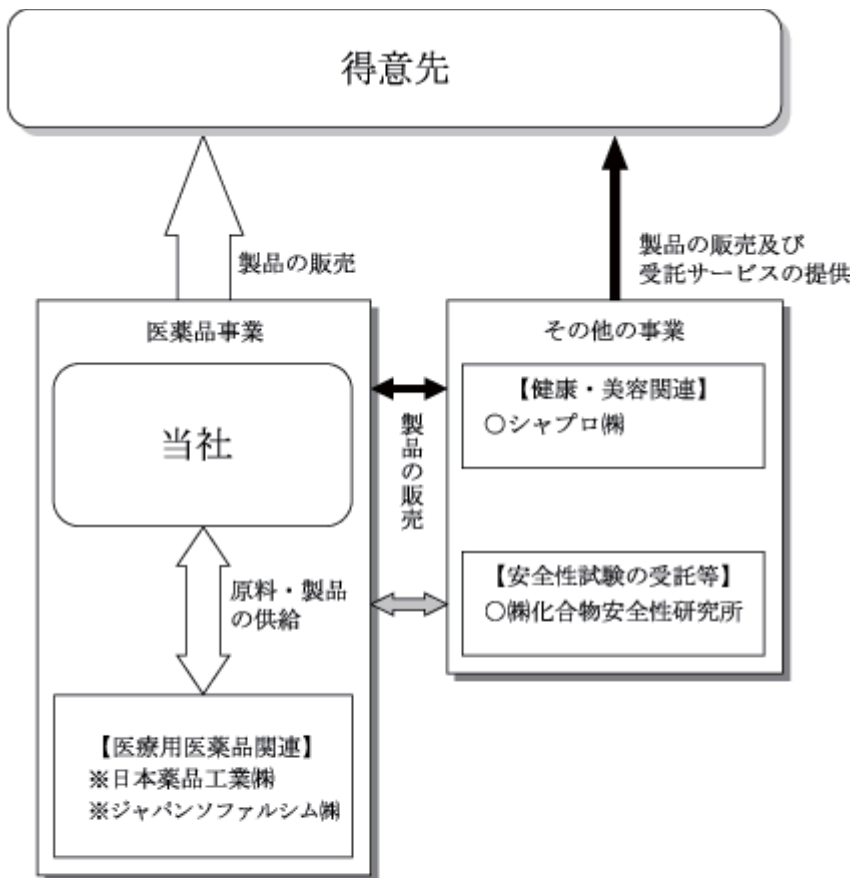 得意先
製品の販売
製品の販売及び
受託サービスの提供
医薬品事業
当社
原料・製品
の供給
【医療用医薬品関連】
※日本薬品工業㈱
※ジャパンソファルシム㈱
製品の販売
その他の事業
【健康・美容関連】
○シャプロ㈱
【安全性試験の受託等】
○㈱化合物安全性研究所